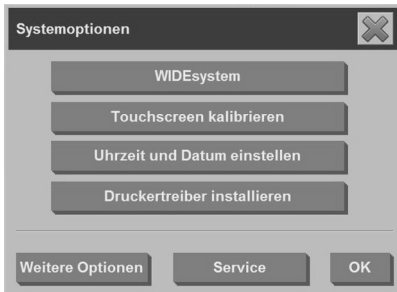 Systemoptionen
WIDEsystem
Touchscreen kalibrieren
Uhrzeit und Datum einstellen
Druckertreiber installieren
Weitere Optionen
Service
OK